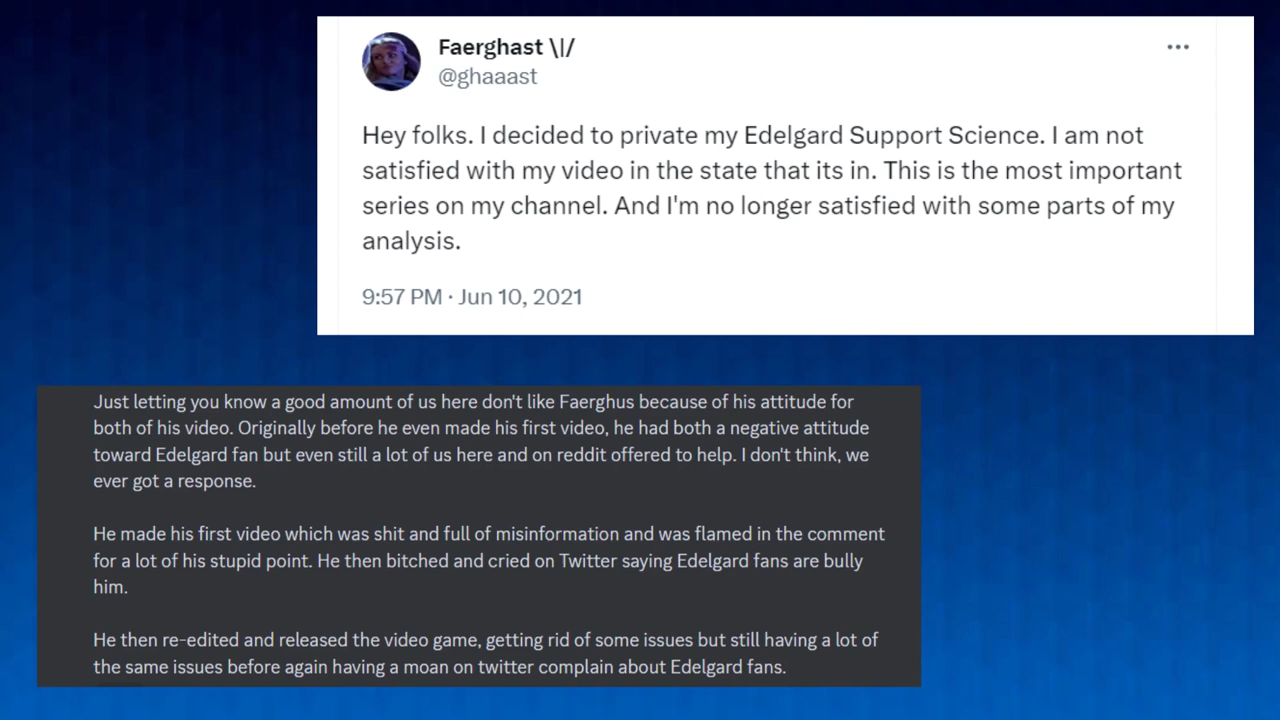 Faerghast \|/
@ghaaast
Hey folks. I decided to private my Edelgard Support Science. I am not
satisfied with my video in the state that its in. This is the most important
series on my channel. And I'm no longer satisfied with some parts of my
analysis.
9:57 PM · Jun 10, 2021
Just letting you know a good amount of us here don't like Faerghus because of his attitude for
both of his video. Originally before he even made his first video, he had both a negative attitude
toward Edelgard fan but even still a lot of us here and on reddit offered to help. I don't think, we
ever got a response.
He made his first video which was shit and full of misinformation and was flamed in the comment
for a lot of his stupid point. He then bitched and cried on Twitter saying Edelgard fans are bully
him.
He then re-edited and released the video game, getting rid of some issues but still having a lot of
the same issues before again having a moan on twitter complain about Edelgard fans.